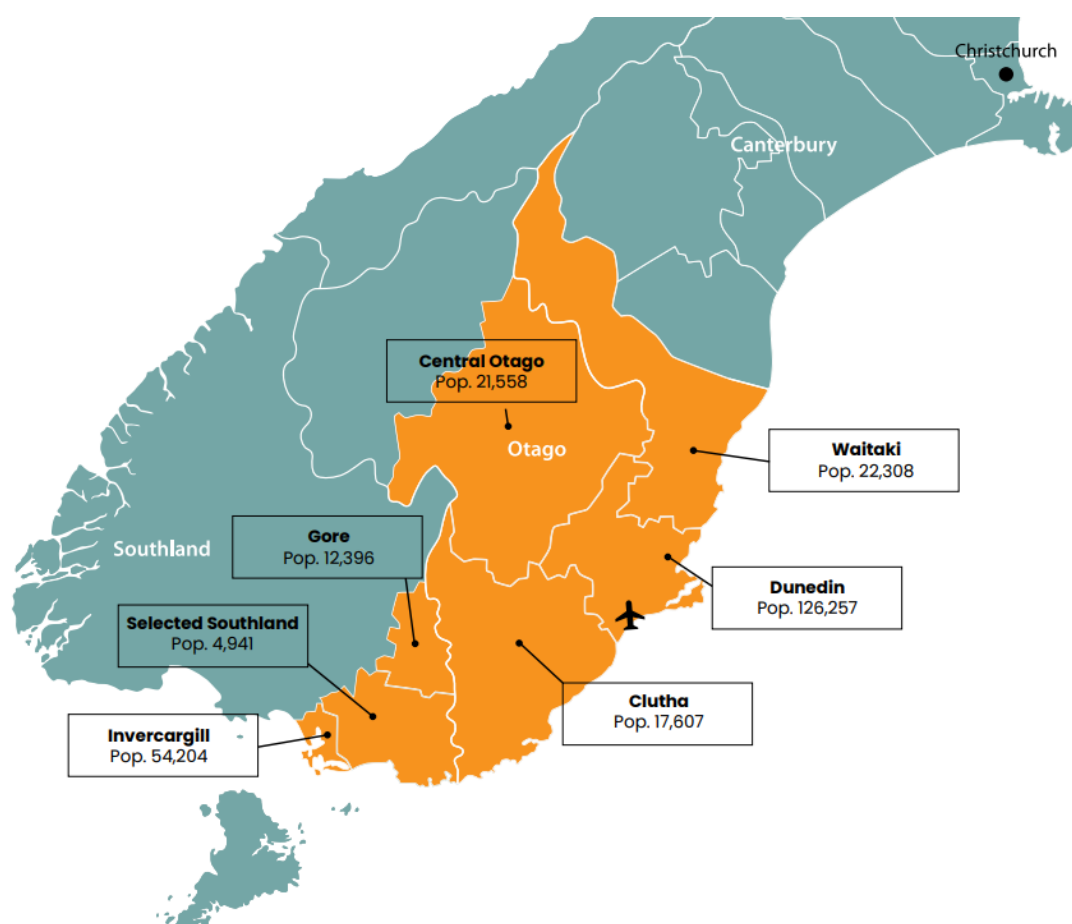 Christchurch
Canterbury
Central Otago
Pop. 21,558
Otago
Waitaki
Pop. 22,308
Gore
Pop. 12,396
Southland
Dunedin
Pop. 126,257
Selected Southland
Pop. 4,941
Clutha
Pop. 17,607
Invercargill
Pop. 54,204